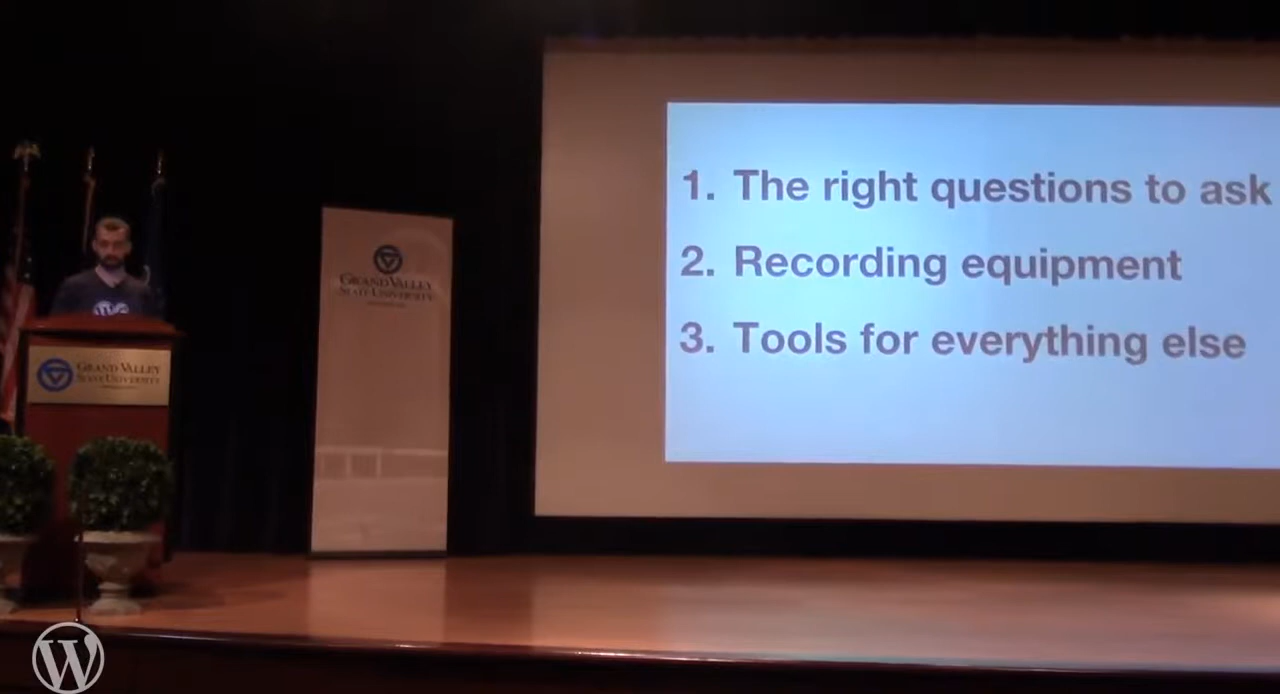 1. The right questions to ask
2. Recording equipment
3. Tools for everything else
GRAND VALLEY
STATE UNIVERSITY
GRAND VALLEY
STATE UNIVERSITY
W